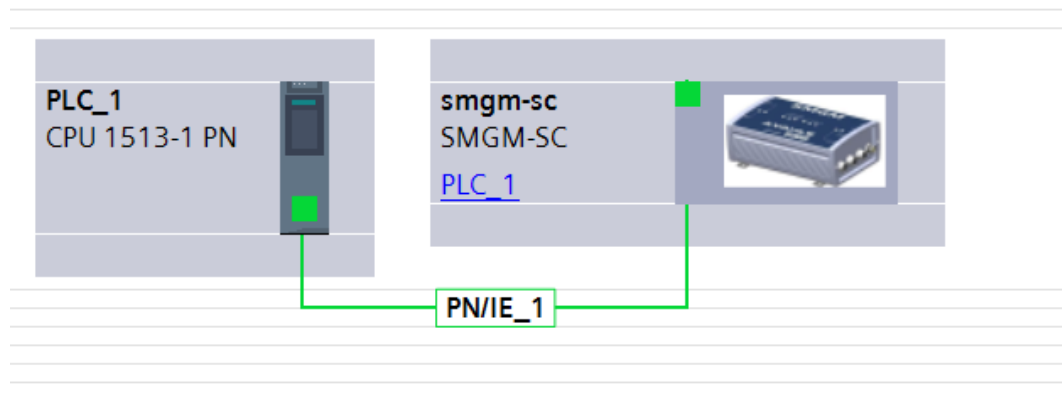 PLC_1
CPU 1513-1 PN
smgm-sc
SMGM-SC
PLC_1
PN/IE_1